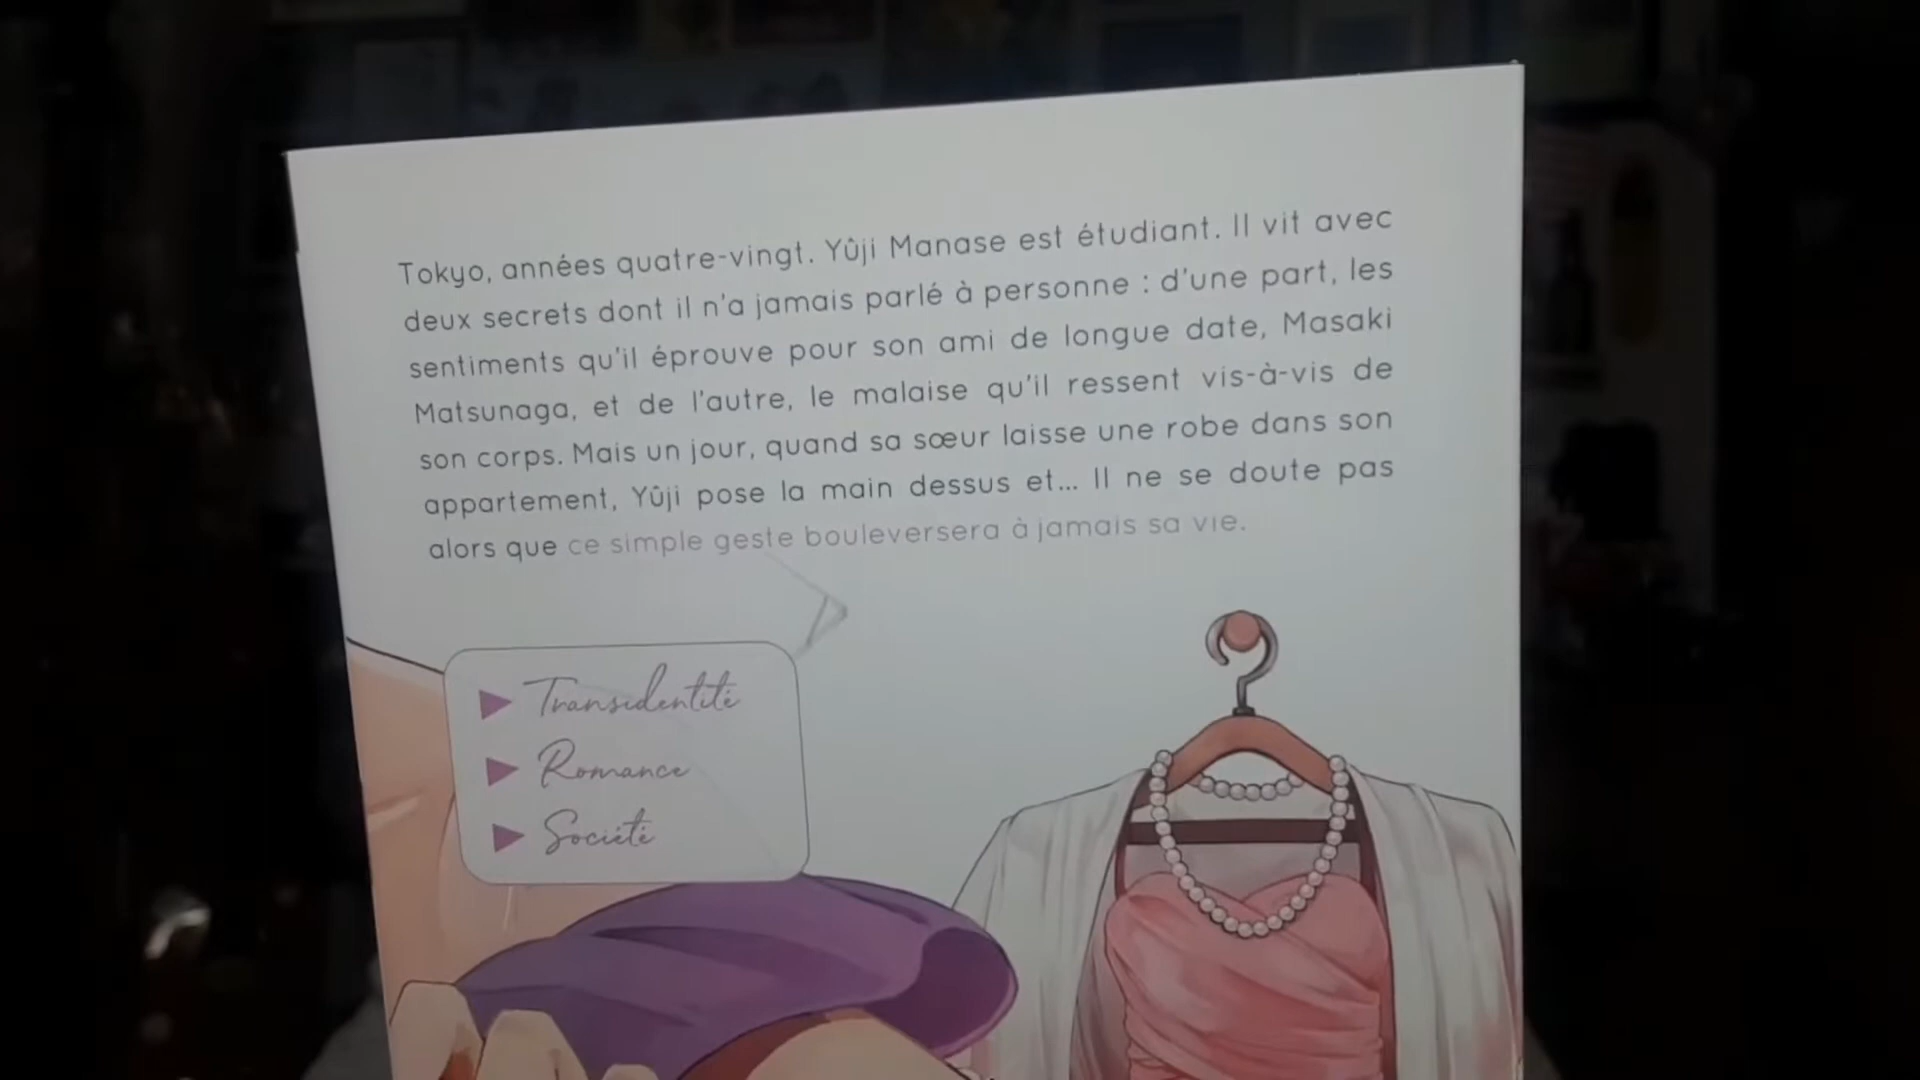 Tokyo, années quatre-vingt. Yûji Manase est étudiant. Il vit avec
deux secrets dont il n'a jamais parlé à personne : d'une part, les
sentiments qu'il éprouve pour son ami de longue date, Masaki
Matsunaga, et de l'autre, le malaise qu'il ressent vis-à-vis de
son corps. Mais un jour, quand sa sœur laisse une robe dans son
appartement, Yûji pose la main dessus et... Il ne se doute pas
alors que ce simple geste bouleversera à jamais sa vie.
Transidentité
Romance
Société